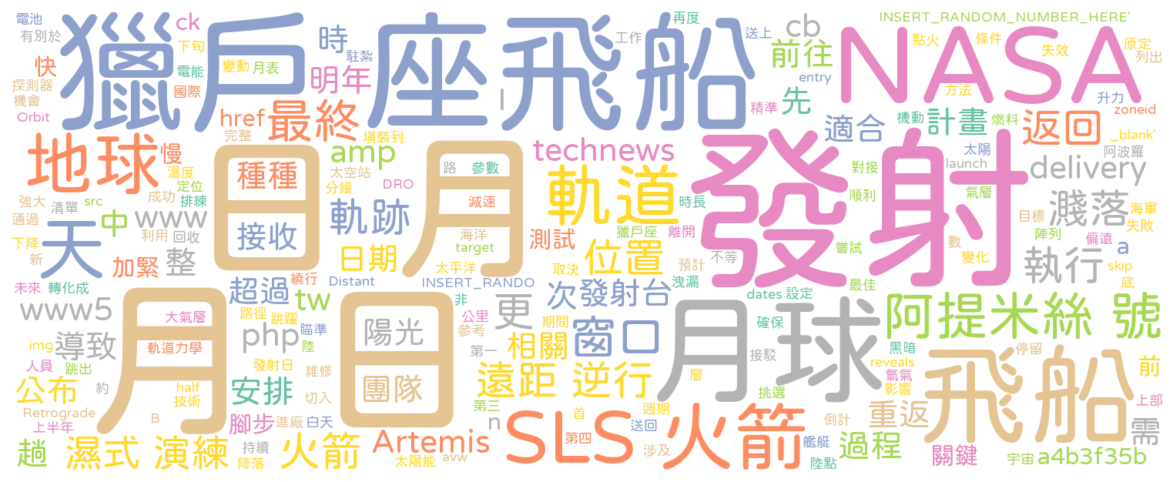 電池 ck 時 快 獵戶座飛船 cb 再度 送上 INSERT_RANDOM_NUMBER_HERE'
有別於 下旬 電能 變動 月表 駐紮 明年 工作 前往 NASA 點火 條件 失效 原定 列出
探測器 機會 國際 entry 先 精準 方法 升力 zoneid
Orbit href 最終 l 適合 機動 計畫 燃料 返回 _blank'
地球 慢 完整 填裝到 amp technews 太陽 阿波羅
溫度 種種 太空站 路 參數 軌道 發射 對接 launch delivery
強大 定位 排練 日月 分鐘 DRO 減速 時長 順利 氣層
清單 src 成功 www 軌跡 海洋 獵戶座 離開 目標 濺落 海軍
通過 天 中 利用 回收 接收 target 測試 位置 嘗試 陣列 失敗
下降 新 加緊 整 日期 太平洋 取決 預計 不等 數 變化 執行 a 偏遠
未來 轉化成 繞行 超過 Distant INSERT_RANDO 次發射台 洩漏 最佳 skip 底
www5 大氣層 路徑 跳躍 tw 非 公里 更 dates 設定 阿提米絲 號
img 導致 php 瞄準 陽光 參考 期間 窗口 月球 確保
人員 跳出 軌道力學 發射日 陸 月日 第一 相關 接駁 黑暗 停留
公布 約 half 安排 維修 團隊 遠距 逆行 層 挑選 氫氣 reveals 飛船 前
Retrograde 技術 切入 第三 週期 影響 上部
上半年 B 腳步 進廠 白天 n 首 SLS 火箭 倒計 重返 需
趟 濕式 演練 持續 火箭 Artemis 第四 送回 艦艇 過程 關鍵
降落 太陽能 avw 涉及 陸點 宇宙 a4b3f35b